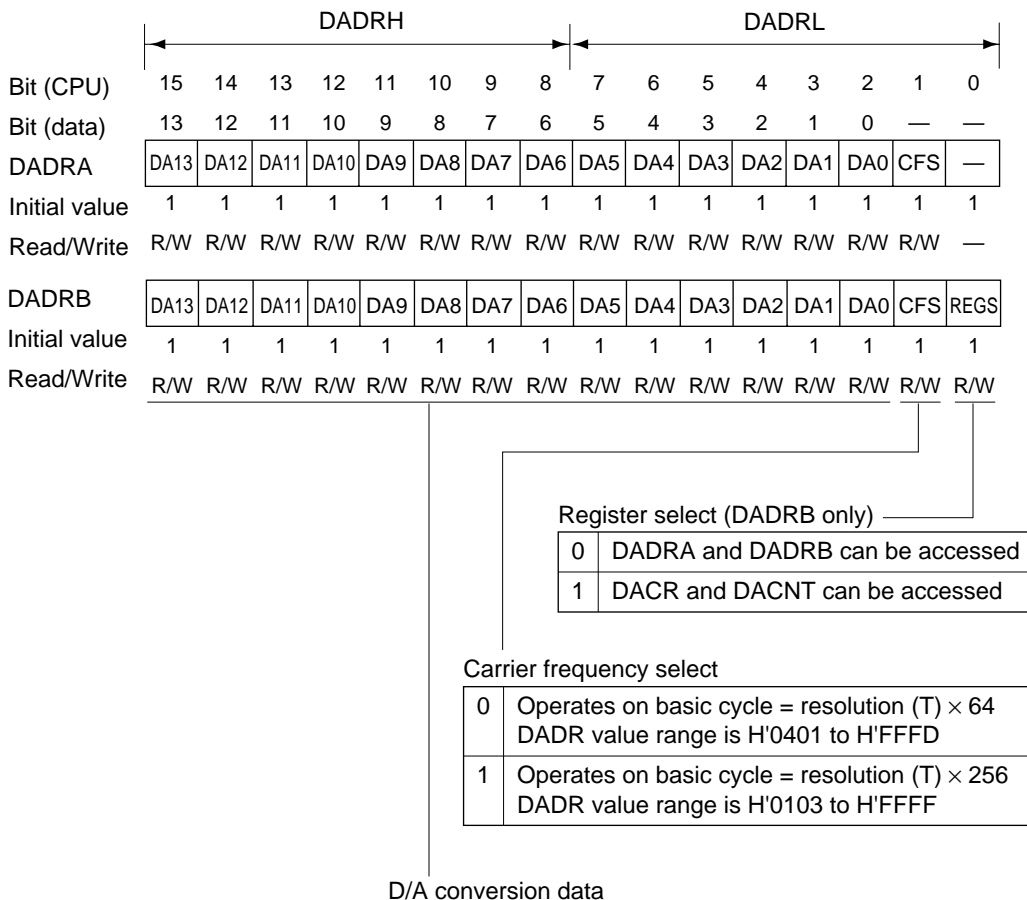 DADRH DADRL
Bit (CPU) 15 14 13 12 11 10 9 8 7 6 5 4 3 2 1 0
Bit (data) 13 12 11 10 9 8 7 6 5 4 3 2 1 0 — —
DADRA DA13 DA12 DA11 DA10 DA9 DA8 DA7 DA6 DA5 DA4 DA3 DA2 DA1 DA0 CFS —
Initial value 1 1 1 1 1 1 1 1 1 1 1 1 1 1 1 1
Read/Write R/W R/W R/W R/W R/W R/W R/W R/W R/W R/W R/W R/W R/W R/W R/W —
DADRB DA13 DA12 DA11 DA10 DA9 DA8 DA7 DA6 DA5 DA4 DA3 DA2 DA1 DA0 CFS REGS
Initial value 1 1 1 1 1 1 1 1 1 1 1 1 1 1 1 1
Read/Write R/W R/W R/W R/W R/W R/W R/W R/W R/W R/W R/W R/W R/W R/W R/W R/W
Register select (DADRB only)
0 DADRA and DADRB can be accessed
1 DACR and DACNT can be accessed
Carrier frequency select
0 Operates on basic cycle = resolution (T) × 64
DADR value range is H'0401 to H'FFFD
1 Operates on basic cycle = resolution (T) × 256
DADR value range is H'0103 to H'FFFF
D/A conversion data